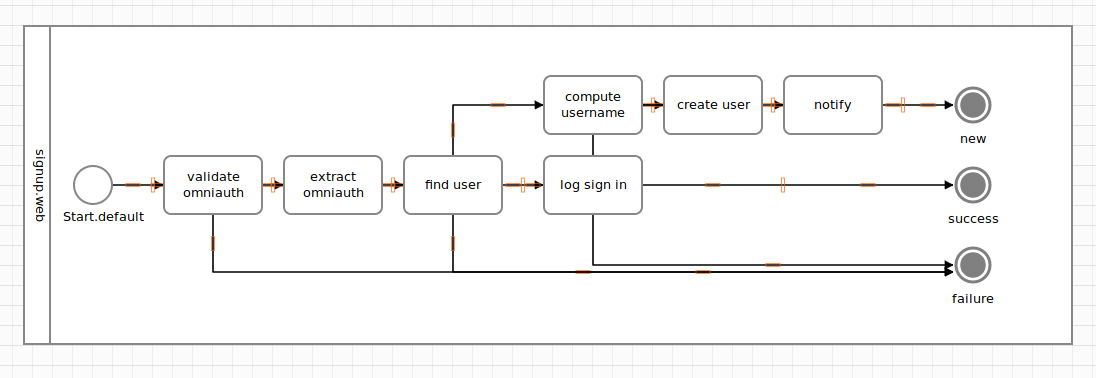 signup.web
compute
username
create user
notify
new
validate
omniauth
extract
omniauth
find user
log sign in
Start.default
success
failure